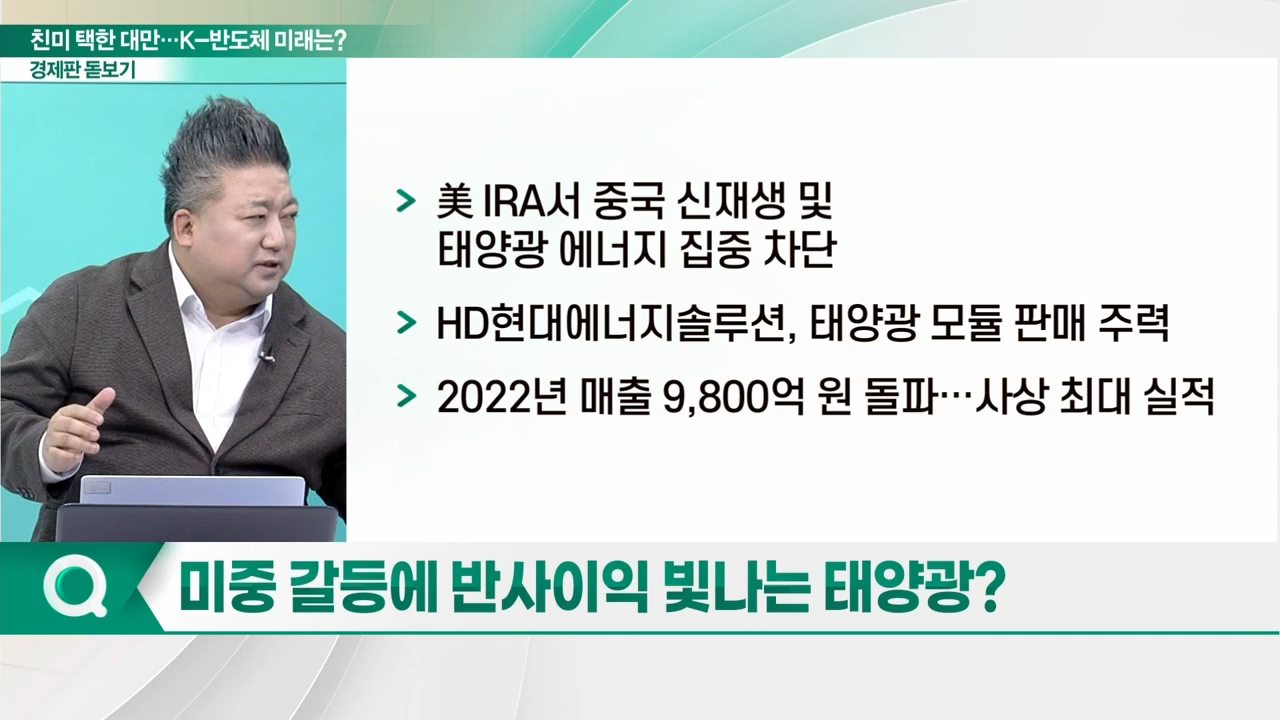 친미 택한 대만…K-반도체 미래는?
경제판 돋보기
> 美 IRA서 중국 신재생 및
태양광 에너지 집중 차단
> HD현대에너지솔루션, 태양광 모듈 판매 주력
> 2022년 매출 9,800억 원 돌파…사상 최대 실적
미중 갈등에 반사이익 빛나는 태양광?